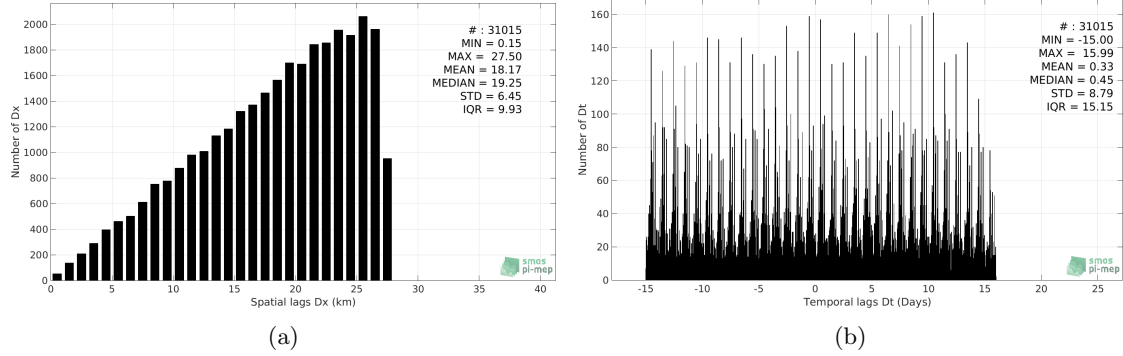 Number of Dx
2000
1800
1600
1400
1200
1000
800
600
400
200
0
# : 31015
MIN = 0.15
MAX = 27.50
MEAN = 18.17
MEDIAN = 19.25
STD = 6.45
IQR = 9.93
smos
pi-mep
0 5 10 15 20 25 30 35 40
Spatial lags Dx (km)
(a)
Number of Dt
160
140
120
100
80
60
40
20
0
# : 31015
MIN = -15.00
MAX = 15.99
MEAN = 0.33
MEDIAN = 0.45
STD = 8.79
IQR = 15.15
smos
pi-mep
-15 -10 -5 0 5 10 15 20 25
Temporal lags Dt (Days)
(b)